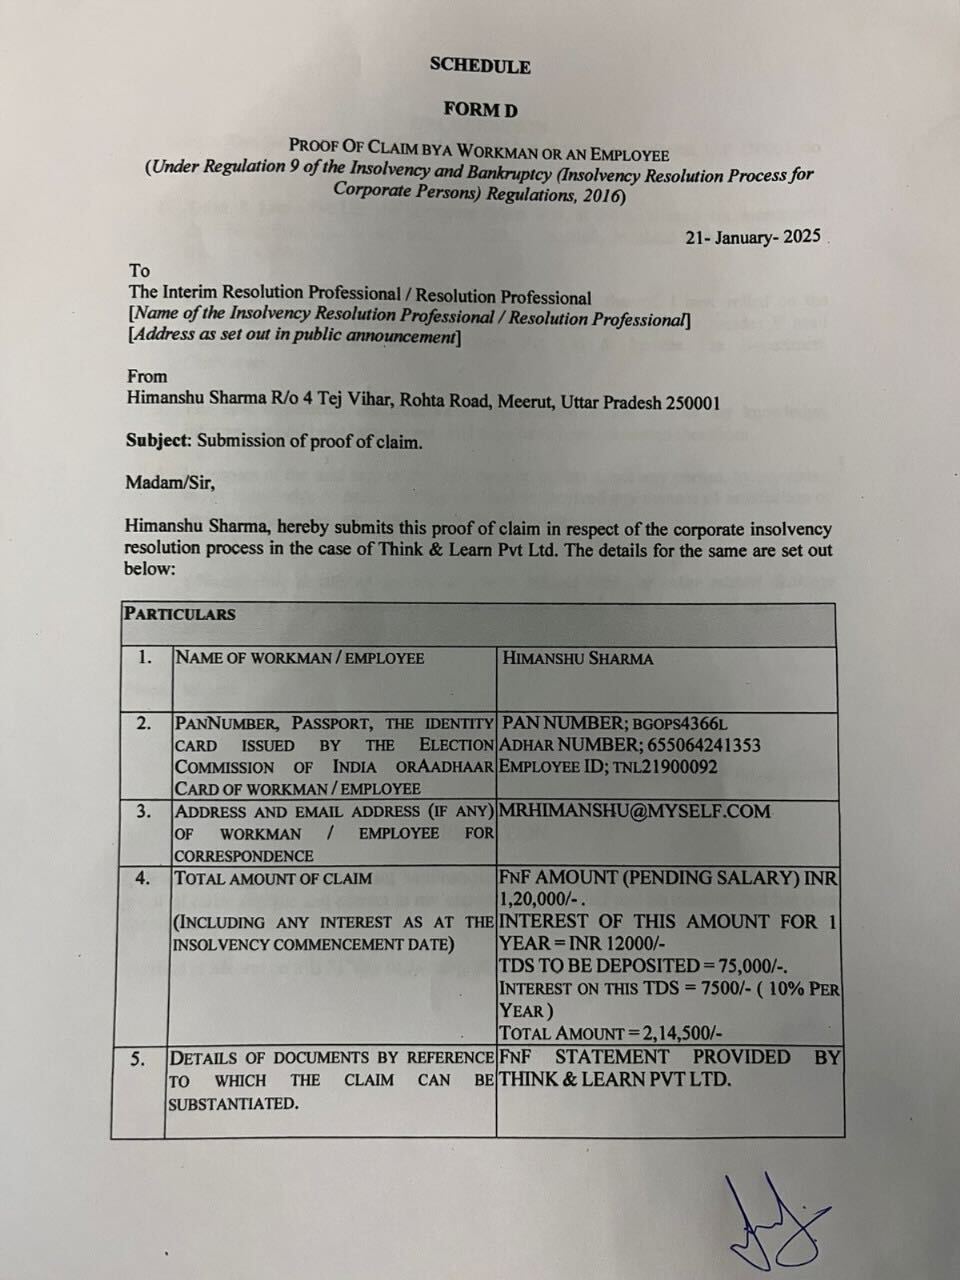 SCHEDULE
FORM D
PROOF OF CLAIM BYA WORKMAN OR AN EMPLOYEE
(Under Regulation 9 of the Insolvency and Bankruptcy (Insolvency Resolution Process for
Corporate Persons) Regulations, 2016)
21- January- 2025
To
The Interim Resolution Professional / Resolution Professional
[Name of the Insolvency Resolution Professional / Resolution Professional]
[Address as set out in public announcement]
From
Himanshu Sharma R/o 4 Tej Vihar, Rohta Road, Meerut, Uttar Pradesh 250001
Subject: Submission of proof of claim.
Madam/Sir,
Himanshu Sharma, hereby submits this proof of claim in respect of the corporate insolvency
resolution process in the case of Think & Learn Pvt Ltd. The details for the same are set out
below:
PARTICULARS
1. NAME OF WORKMAN / EMPLOYEE
HIMANSHU SHARMA
2. PANNUMBER, PASSPORT, THE IDENTITY
CARD ISSUED BY THE ELECTION
COMMISSION OF INDIA ORAADHAAR
CARD OF WORKMAN / EMPLOYEE
PAN NUMBER; BGOPS4366L
ADHAR NUMBER; 655064241353
EMPLOYEE ID; TNL21900092
3. ADDRESS AND EMAIL ADDRESS (IF ANY)
OF WORKMAN / EMPLOYEE FOR
CORRESPONDENCE
MRHIMANSHU@MYSELF.COM
4. TOTAL AMOUNT OF CLAIM
(INCLUDING ANY INTEREST AS AT THE
INSOLVENCY COMMENCEMENT DATE)
FNF AMOUNT (PENDING SALARY) INR
1,20,000/- .
INTEREST OF THIS AMOUNT FOR 1
YEAR = INR 12000/-
TDS TO BE DEPOSITED = 75,000/-.
INTEREST ON THIS TDS = 7500/- ( 10% PER
YEAR )
TOTAL AMOUNT = 2,14,500/-
5. DETAILS OF DOCUMENTS BY REFERENCE
TO WHICH THE CLAIM CAN BE
SUBSTANTIATED.
FNF STATEMENT PROVIDED BY
THINK & LEARN PVT LTD.